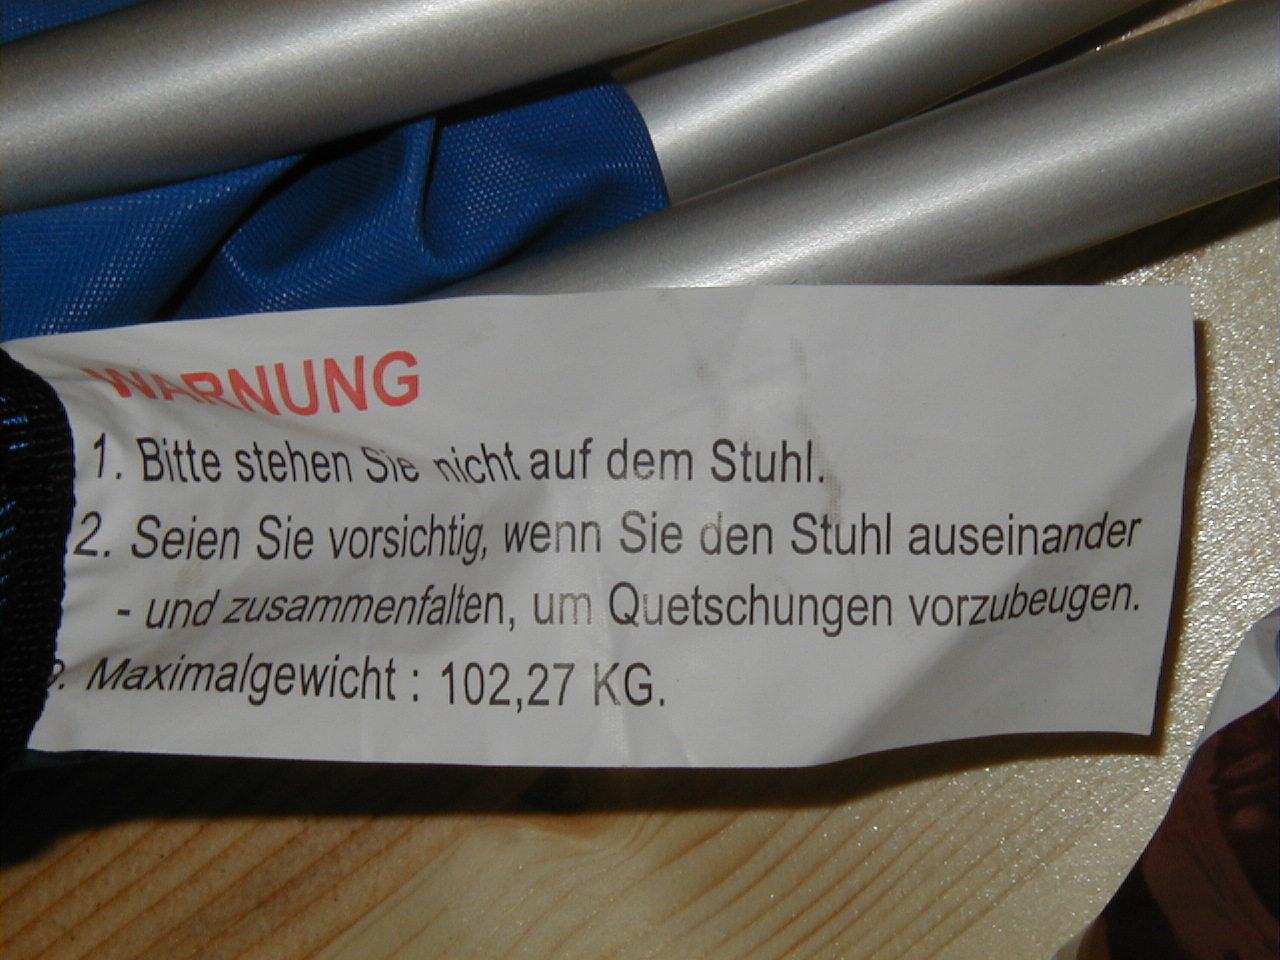 WARNUNG
1. Bitte stehen Sie nicht auf dem Stuhl.
2. Seien Sie vorsichtig, wenn Sie den Stuhl auseinander
- und zusammenfalten, um Quetschungen vorzubeugen.
3. Maximalgewicht : 102,27 KG.